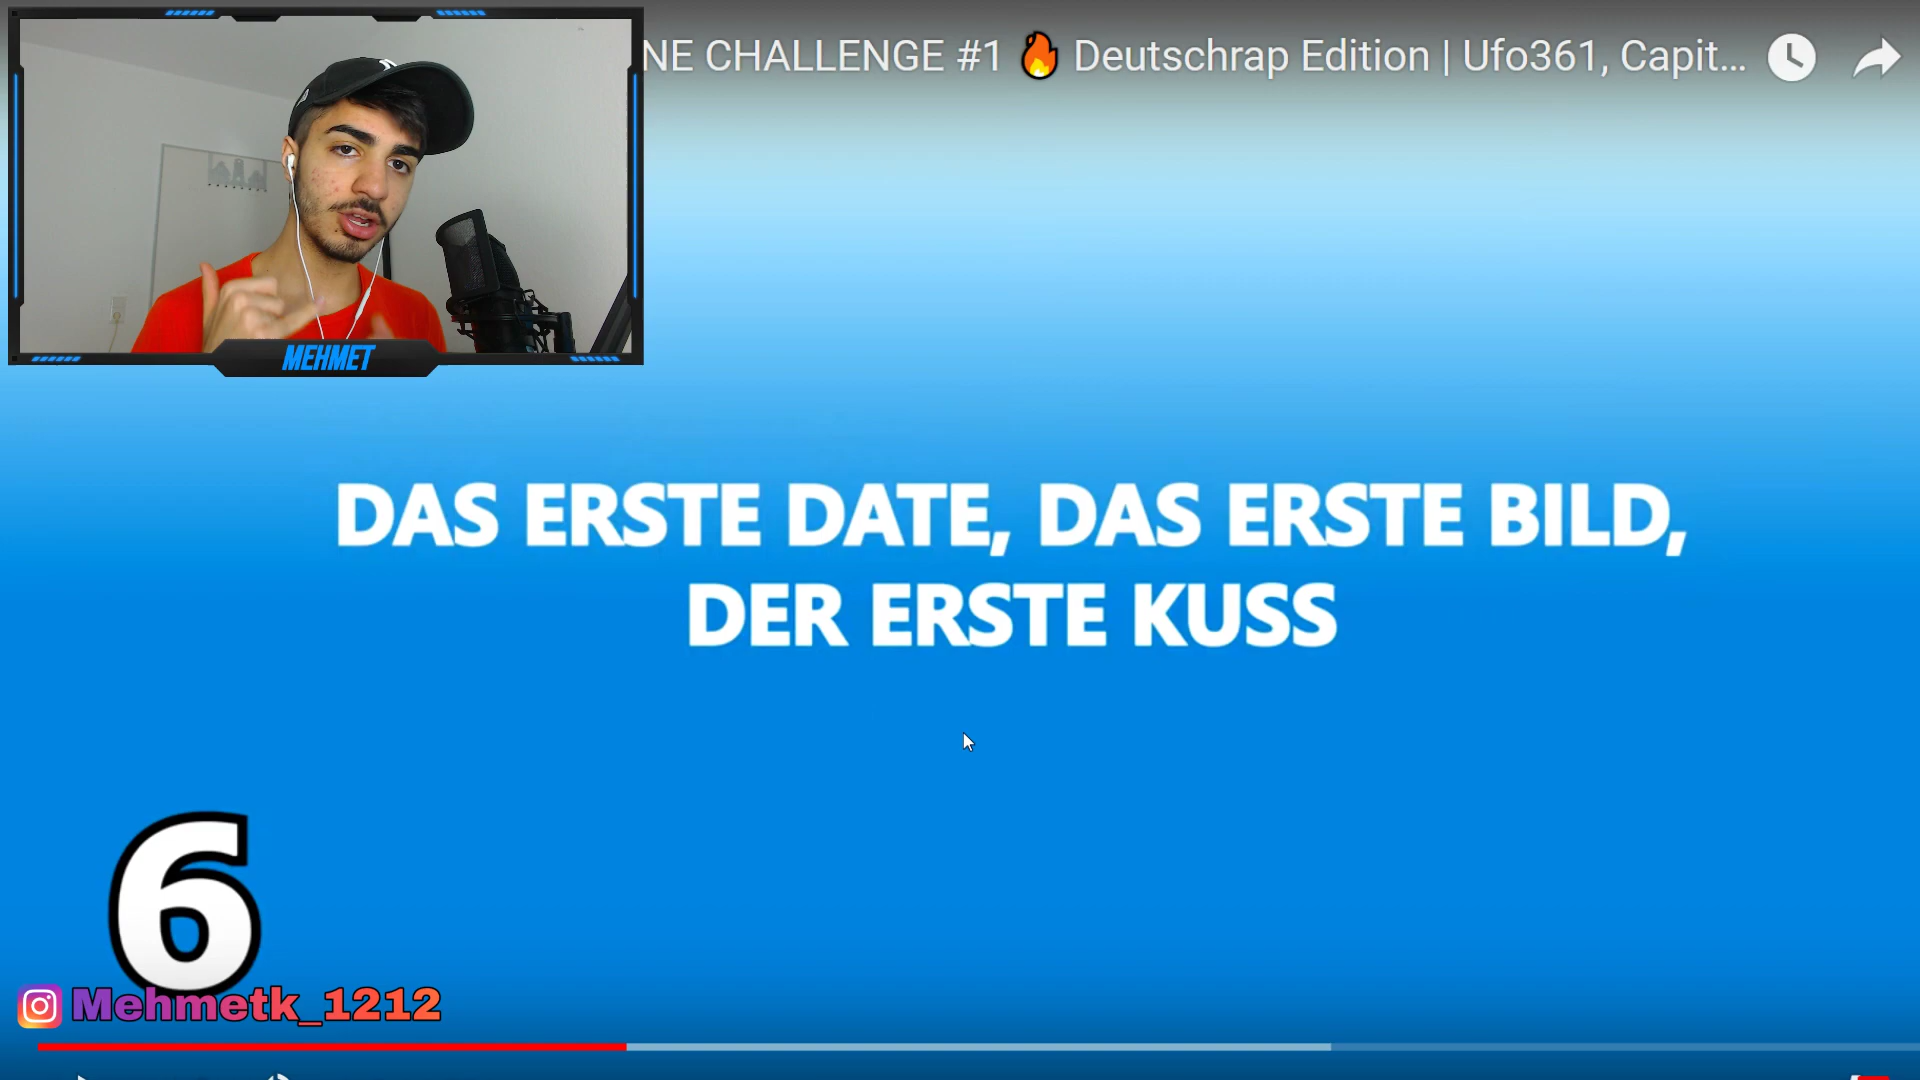 NE CHALLENGE #1 🔥 Deutschrap Edition | Ufo361, Capit...
MEHMET
DAS ERSTE DATE, DAS ERSTE BILD,
DER ERSTE KUSS
6
Mehmetk_1212